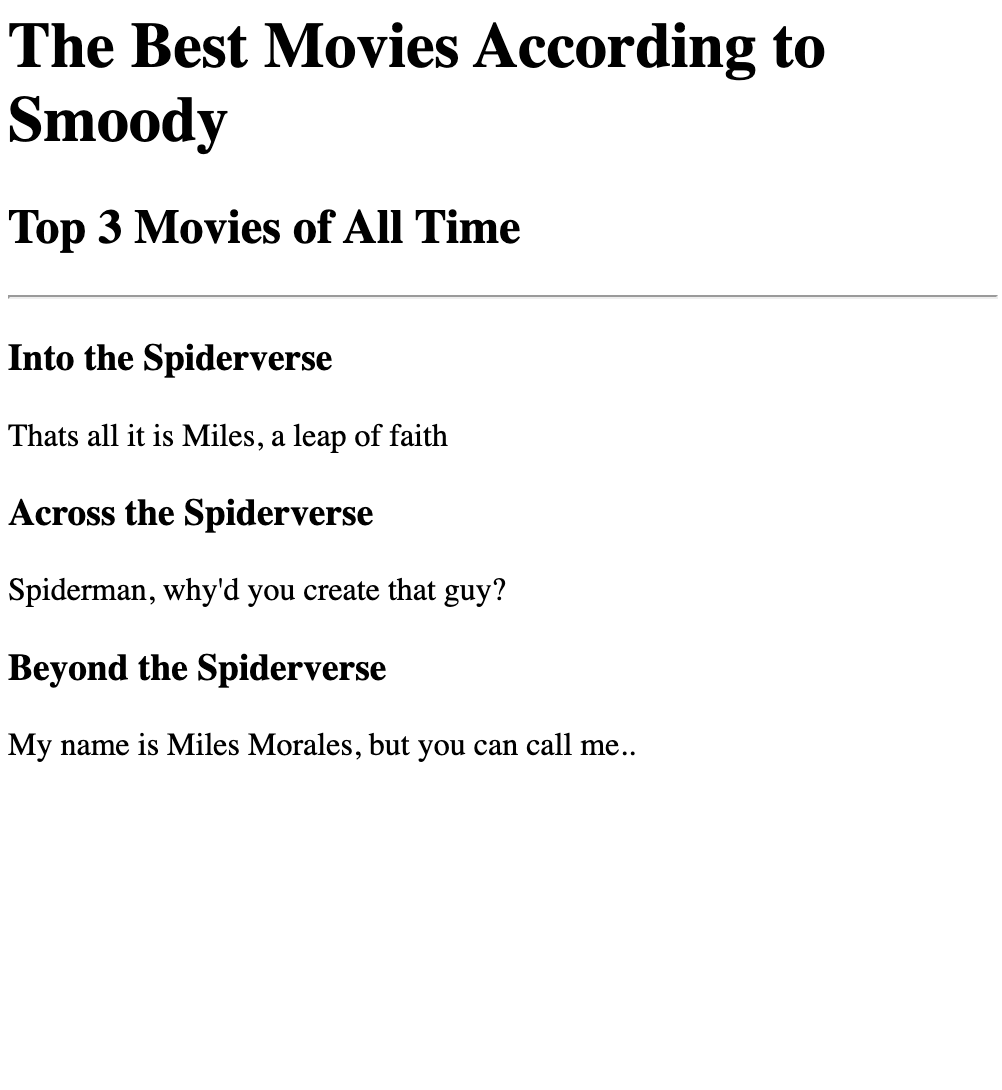 The Best Movies According to
Smoody
Top 3 Movies of All Time
Into the Spiderverse
Thats all it is Miles, a leap of faith
Across the Spiderverse
Spiderman, why'd you create that guy?
Beyond the Spiderverse
My name is Miles Morales, but you can call me..